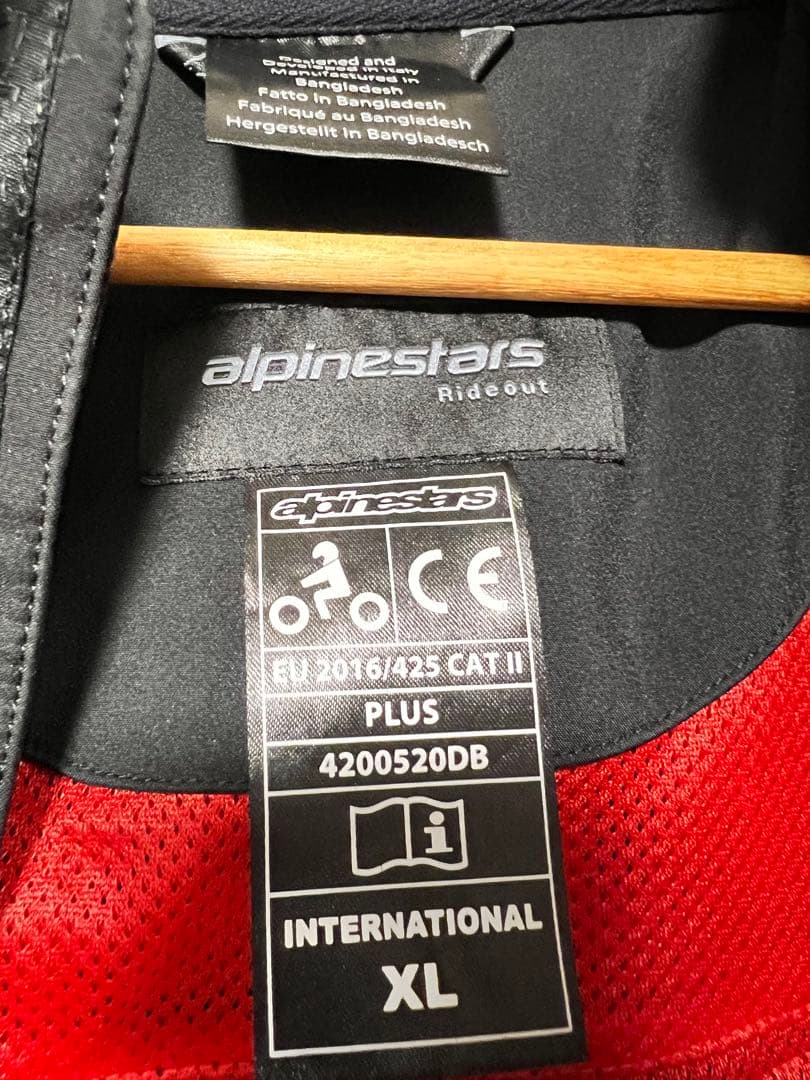 Designed and
Developed in Italy
Manufactured in
Bangladesh
Fatto in Bangladesh
Fabriqué au Bangladesh
Hergestellt in Bangladesch
alpinestars
Rideout
alpinestars
CE
EU 2016/425 CAT II
PLUS
4200520DB
i
INTERNATIONAL
XL